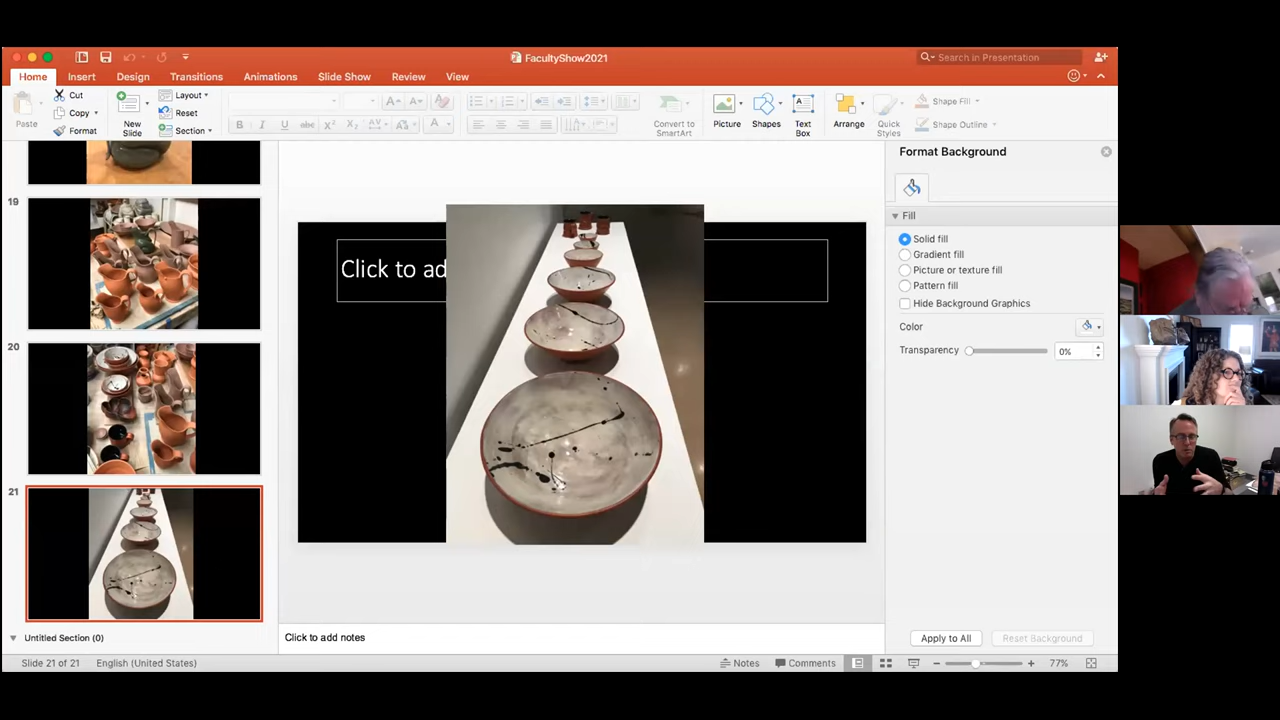 FacultyShow2021
Search in Presentation
Home Insert Design Transitions Animations Slide Show Review View
Paste
Cut
Copy
Format
New Slide
Layout
Reset
Section
Convert to SmartArt
Picture
Shapes
Text Box
Arrange
Quick Styles
Shape Fill
Shape Outline
19
20
21
Untitled Section (0)
Click to ad
Click to add notes
Format Background
Fill
Solid fill
Gradient fill
Picture or texture fill
Pattern fill
Hide Background Graphics
Color
Transparency 0%
Apply to All Reset Background
Slide 21 of 21 English (United States) Notes Comments 77%